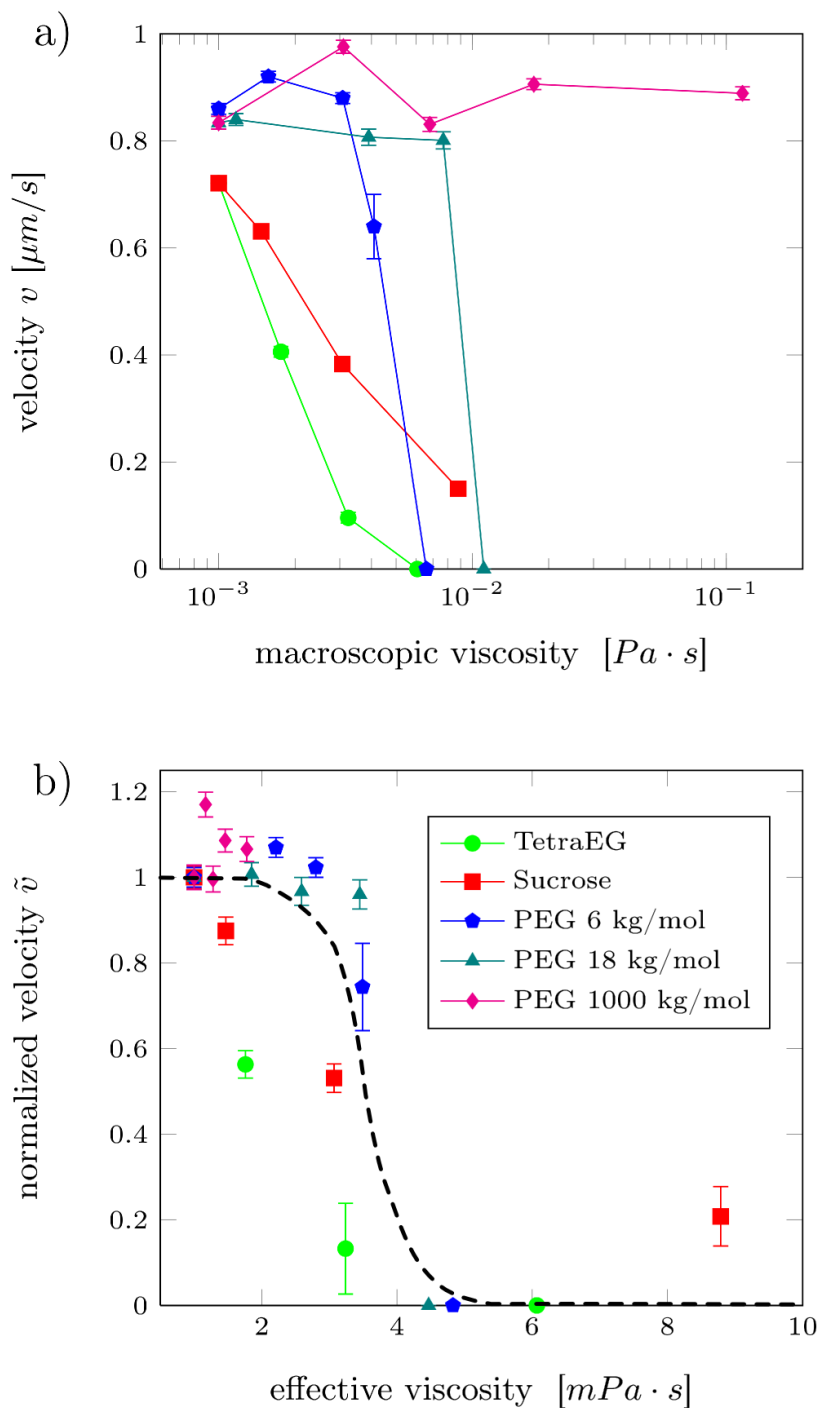 a)
1
0.8
0.6
0.4
0.2
0
velocity v [μm/s]
10⁻³ 10⁻² 10⁻¹
macroscopic viscosity [Pa · s]
b)
1.2
1
0.8
0.6
0.4
0.2
0
normalized velocity ṽ
TetraEG
Sucrose
PEG 6 kg/mol
PEG 18 kg/mol
PEG 1000 kg/mol
2 4 6 8 10
effective viscosity [mPa · s]